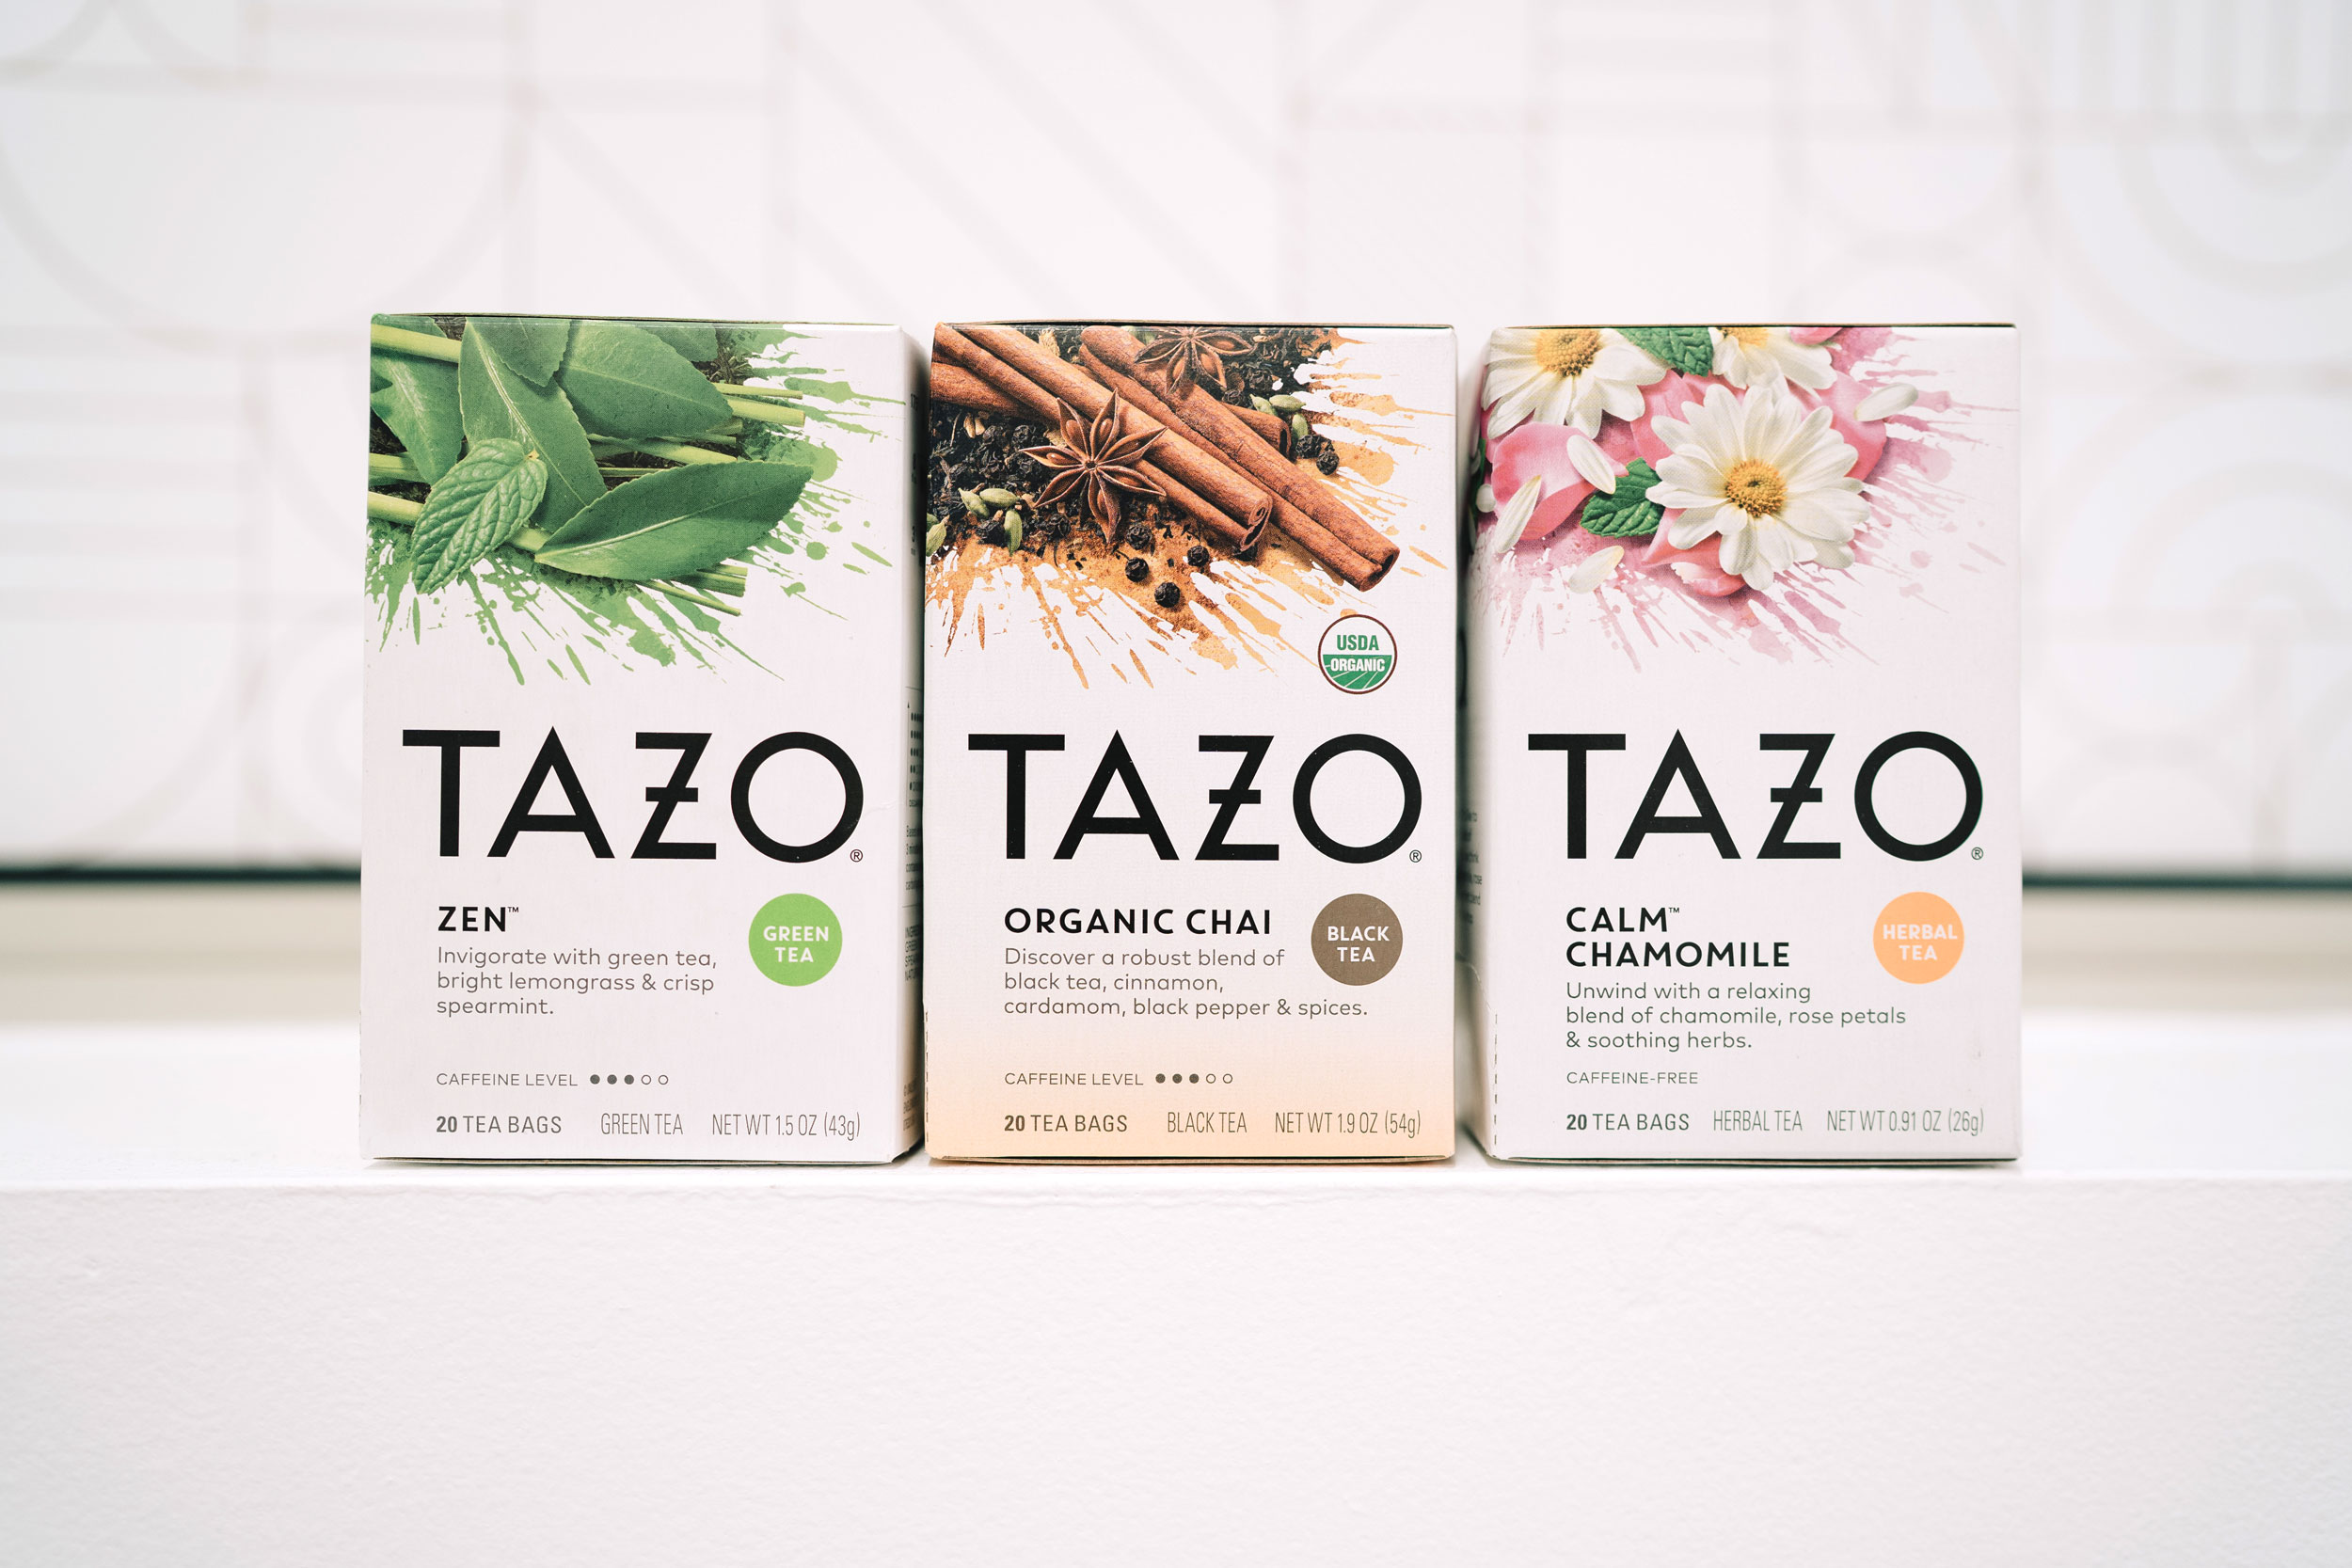 TAZO®
ZEN™
Invigorate with green tea,
bright lemongrass & crisp
spearmint.
GREEN
TEA
CAFFEINE LEVEL
20 TEA BAGS GREEN TEA NET WT 1.5 OZ (43g)
USDA
ORGANIC
TAZO®
ORGANIC CHAI
Discover a robust blend of
black tea, cinnamon,
cardamom, black pepper & spices.
BLACK
TEA
CAFFEINE LEVEL
20 TEA BAGS BLACK TEA NET WT 1.9 OZ (54g)
TAZO®
CALM™
CHAMOMILE
Unwind with a relaxing
blend of chamomile, rose petals
& soothing herbs.
HERBAL
TEA
CAFFEINE-FREE
20 TEA BAGS HERBAL TEA NET WT 0.91 OZ (26g)